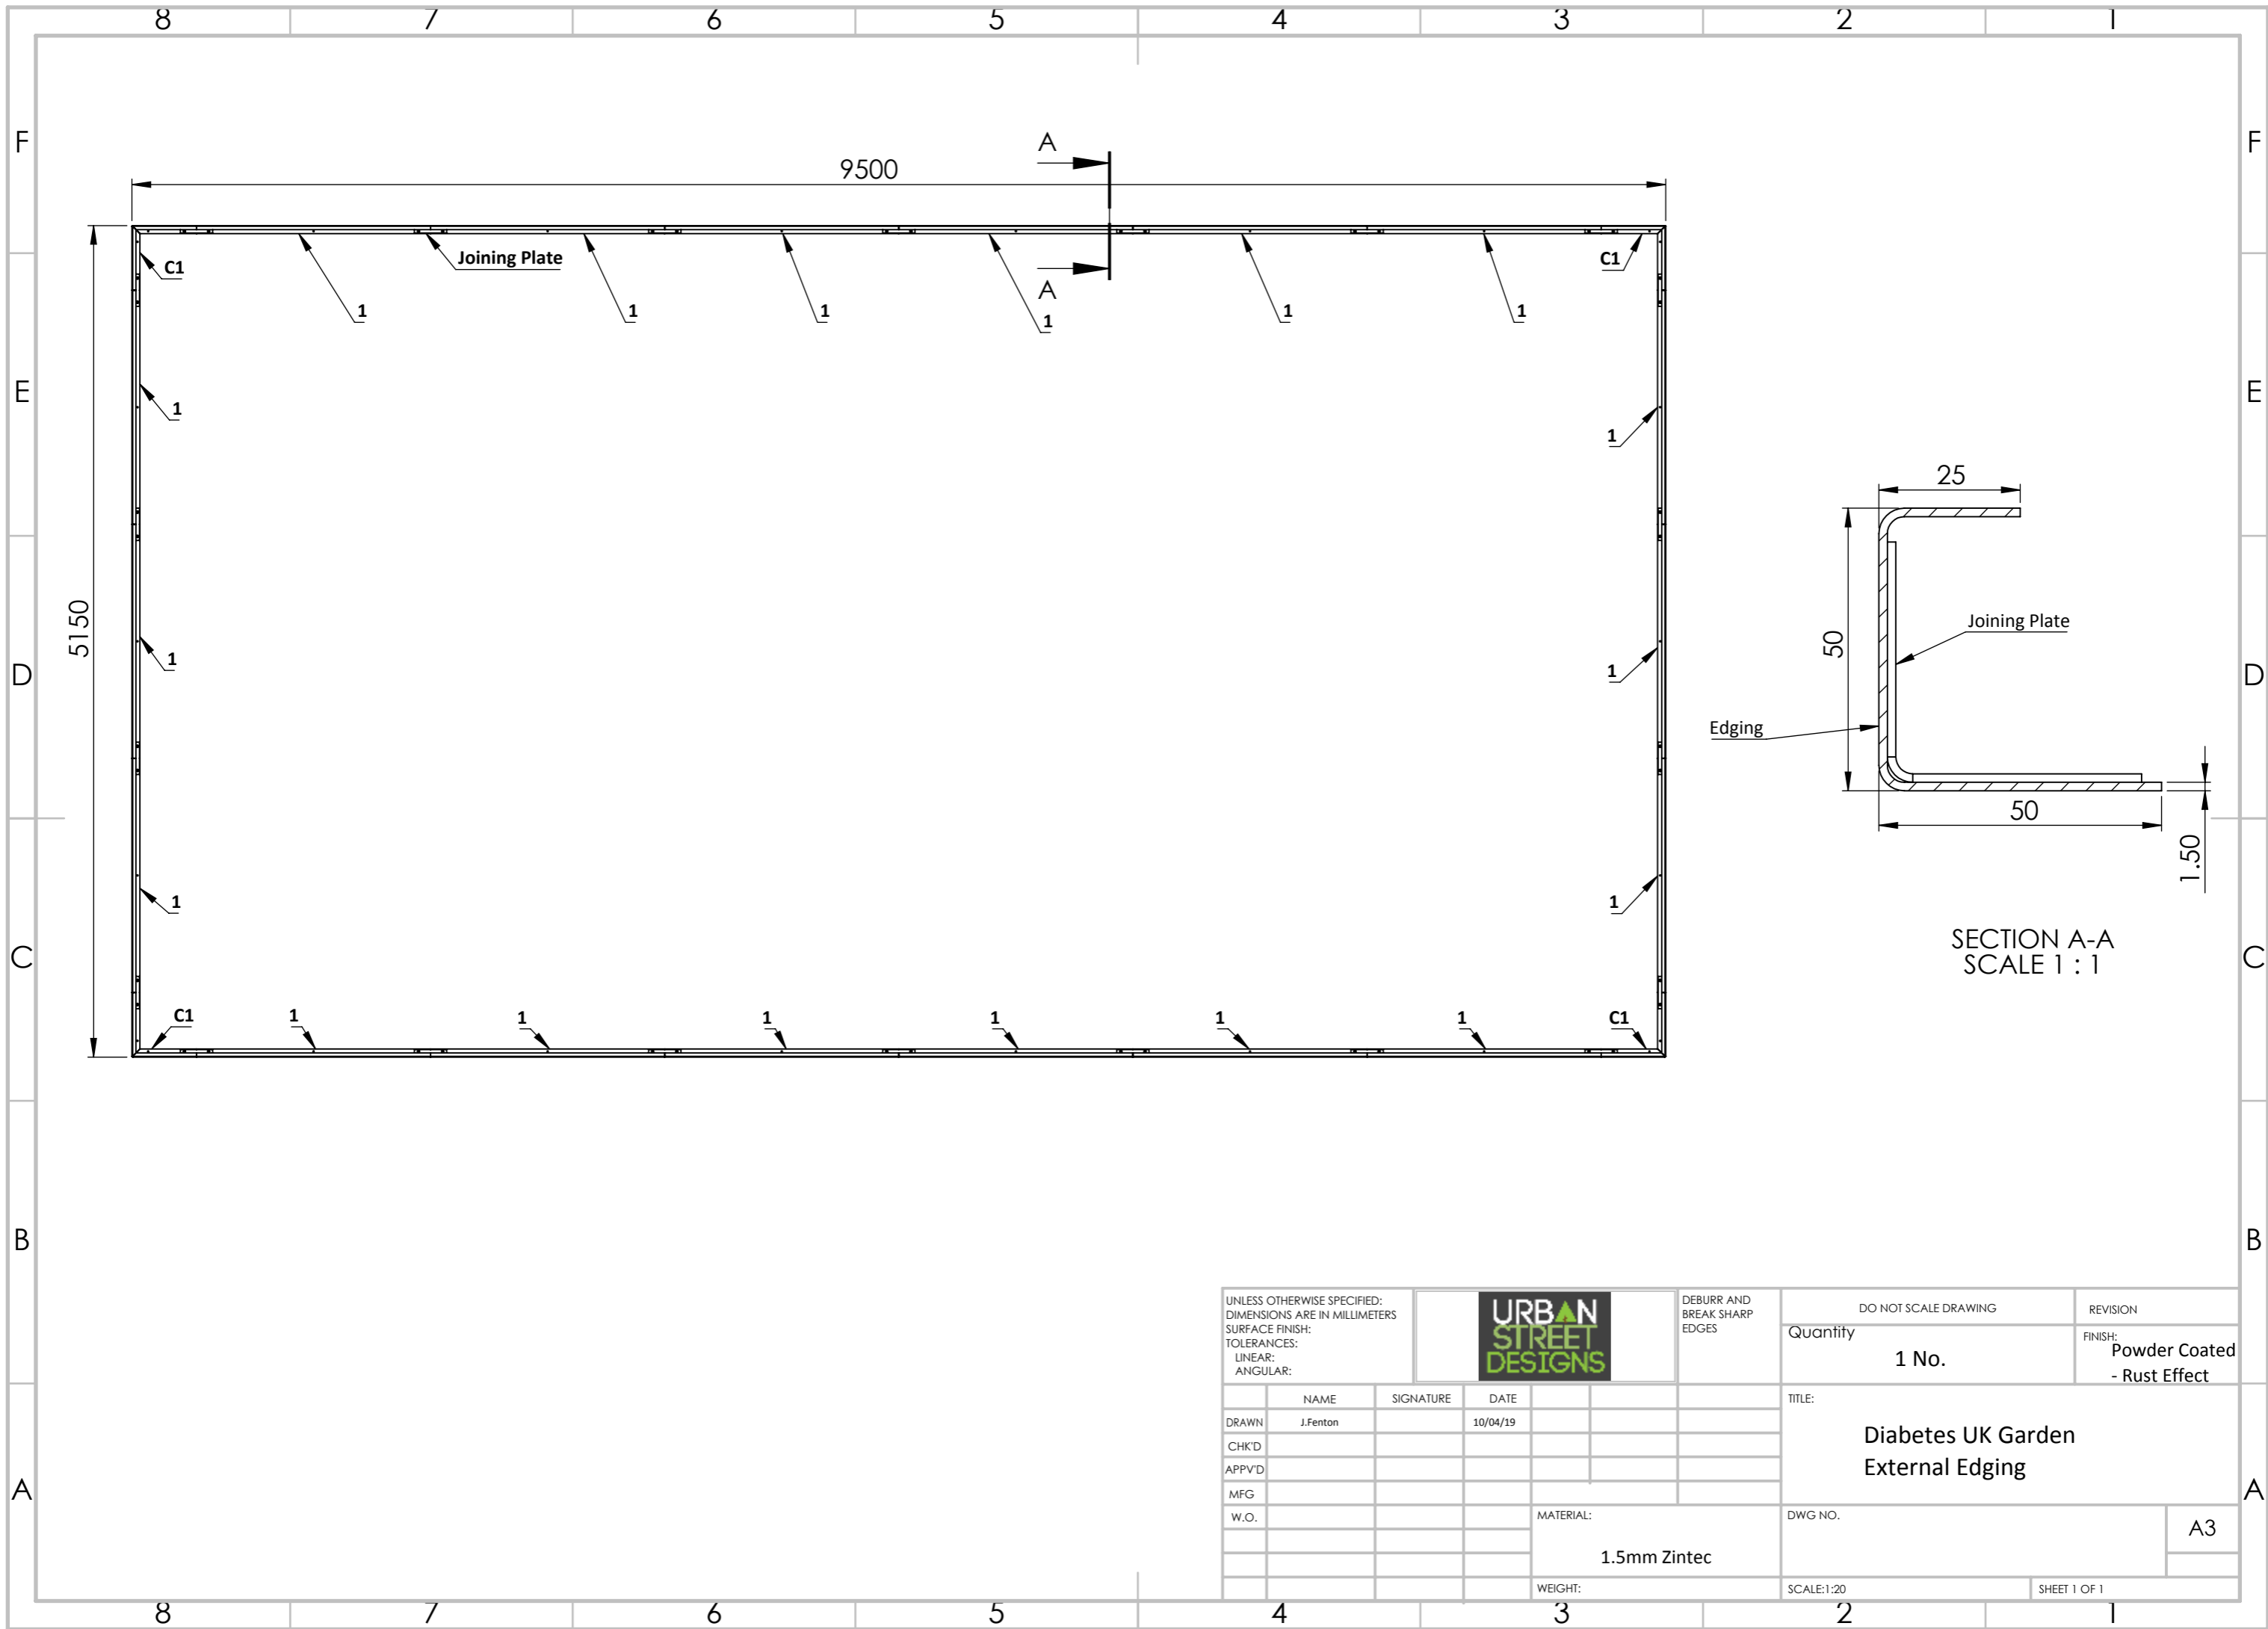 8 7 6 5 4 3 2 1
F F
A
9500
Joining Plate
C1 C1
A
1 1 1 1 1 1
E E
1 1
25
5150
50
Joining Plate
D D
1 1
Edging
50
1.50
1 1
SECTION A-A
SCALE 1 : 1
C C
C1 1 1 1 1 1 1 C1
B B
UNLESS OTHERWISE SPECIFIED:
DIMENSIONS ARE IN MILLIMETERS
SURFACE FINISH:
TOLERANCES:
LINEAR:
ANGULAR:
URBAN
STREET
DESIGNS
DEBURR AND
BREAK SHARP
EDGES
DO NOT SCALE DRAWING
REVISION
Quantity
1 No.
FINISH:
Powder Coated
- Rust Effect
NAME SIGNATURE DATE
DRAWN J.Fenton 10/04/19
CHK'D
APPV'D
MFG
W.O.
TITLE:
Diabetes UK Garden
External Edging
A A
MATERIAL:
1.5mm Zintec
DWG NO.
A3
WEIGHT:
SCALE:1:20
SHEET 1 OF 1
8 7 6 5 4 3 2 1